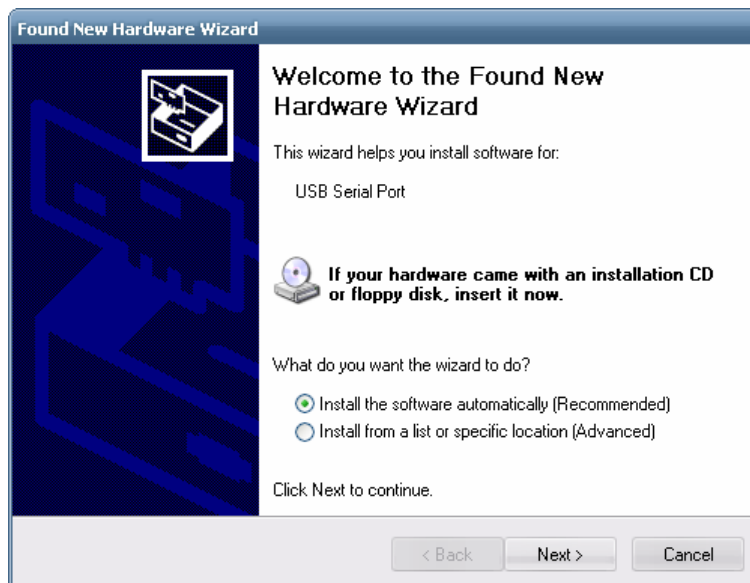 Found New Hardware Wizard
Welcome to the Found New
Hardware Wizard
This wizard helps you install software for:
USB Serial Port
If your hardware came with an installation CD
or floppy disk, insert it now.
What do you want the wizard to do?
Install the software automatically (Recommended)
Install from a list or specific location (Advanced)
Click Next to continue.
< Back Next > Cancel